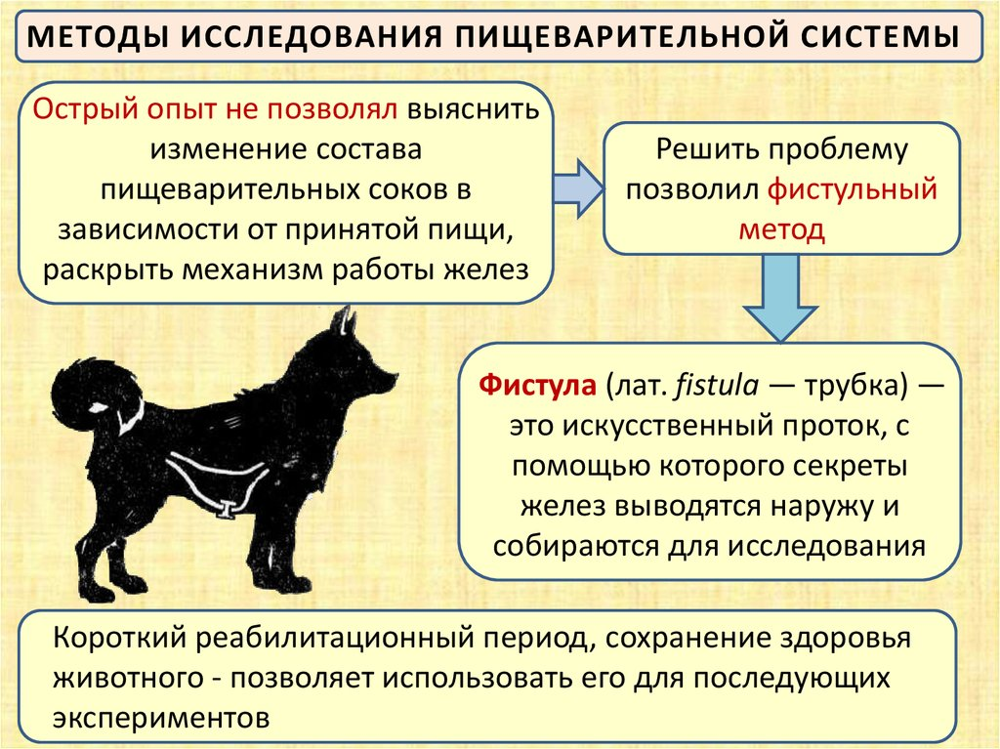 МЕТОДЫ ИССЛЕДОВАНИЯ ПИЩЕВАРИТЕЛЬНОЙ СИСТЕМЫ
Острый опыт не позволял выяснить
изменение состава
пищеварительных соков в
зависимости от принятой пищи,
раскрыть механизм работы желез
Решить проблему
позволил фистульный
метод
Фистула (лат. fistula — трубка) —
это искусственный проток, с
помощью которого секреты
желез выводятся наружу и
собираются для исследования
Короткий реабилитационный период, сохранение здоровья
животного - позволяет использовать его для последующих
экспериментов